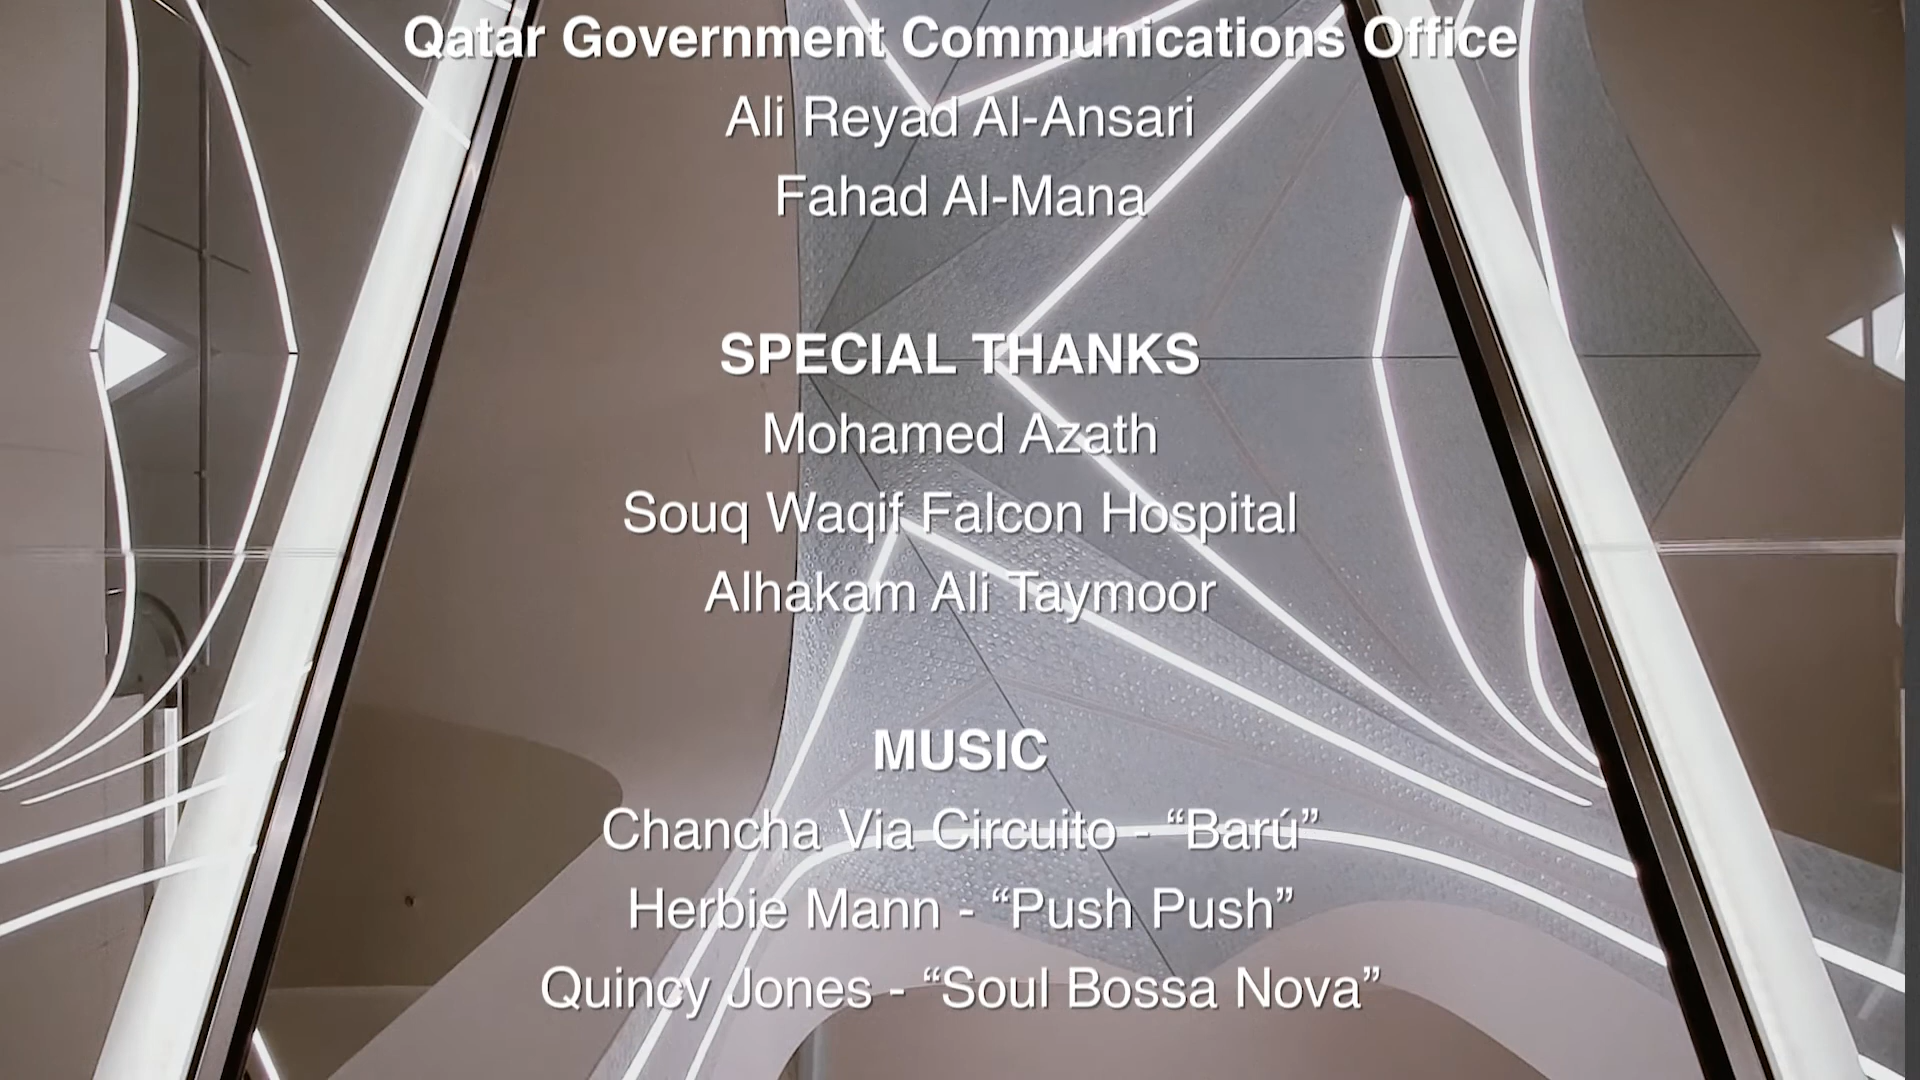 Qatar Government Communications Office
Ali Reyad Al-Ansari
Fahad Al-Mana
SPECIAL THANKS
Mohamed Azath
Souq Waqif Falcon Hospital
Alhakam Ali Taymoor
MUSIC
Chancha Via Circuito - “Barú”
Herbie Mann - “Push Push”
Quincy Jones - “Soul Bossa Nova”